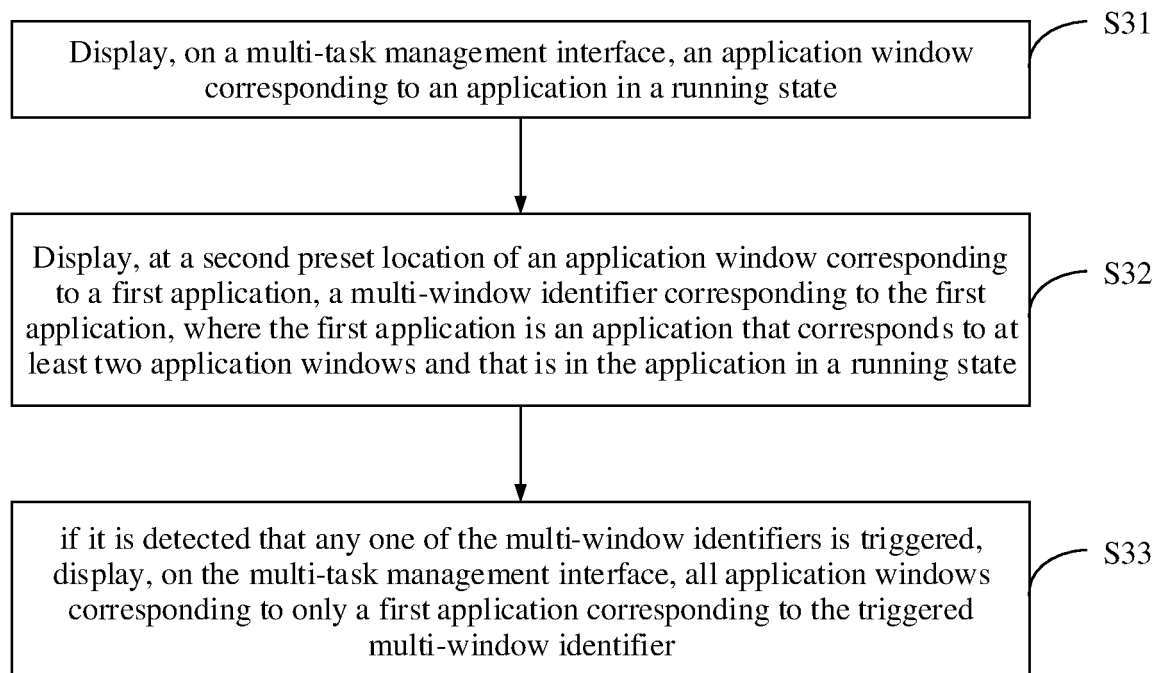 S31
Display, on a multi-task management interface, an application window
corresponding to an application in a running state
Display, at a second preset location of an application window corresponding
to a first application, a multi-window identifier corresponding to the first
application, where the first application is an application that corresponds to at
least two application windows and that is in the application in a running state
S32
if it is detected that any one of the multi-window identifiers is triggered,
display, on the multi-task management interface, all application windows
corresponding to only a first application corresponding to the triggered
multi-window identifier
S33